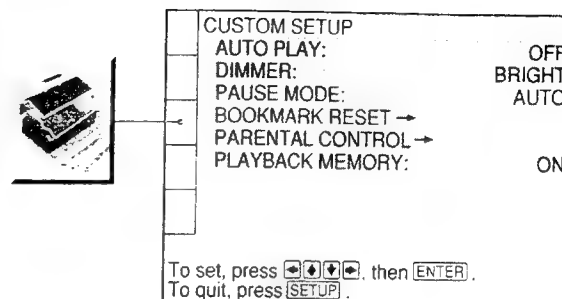 CUSTOM SETUP
AUTO PLAY: OFF
DIMMER: BRIGHT
PAUSE MODE: AUTO
BOOKMARK RESET →
PARENTAL CONTROL →
PLAYBACK MEMORY: ON
To set, press ←↑↓→, then ENTER.
To quit, press SETUP.